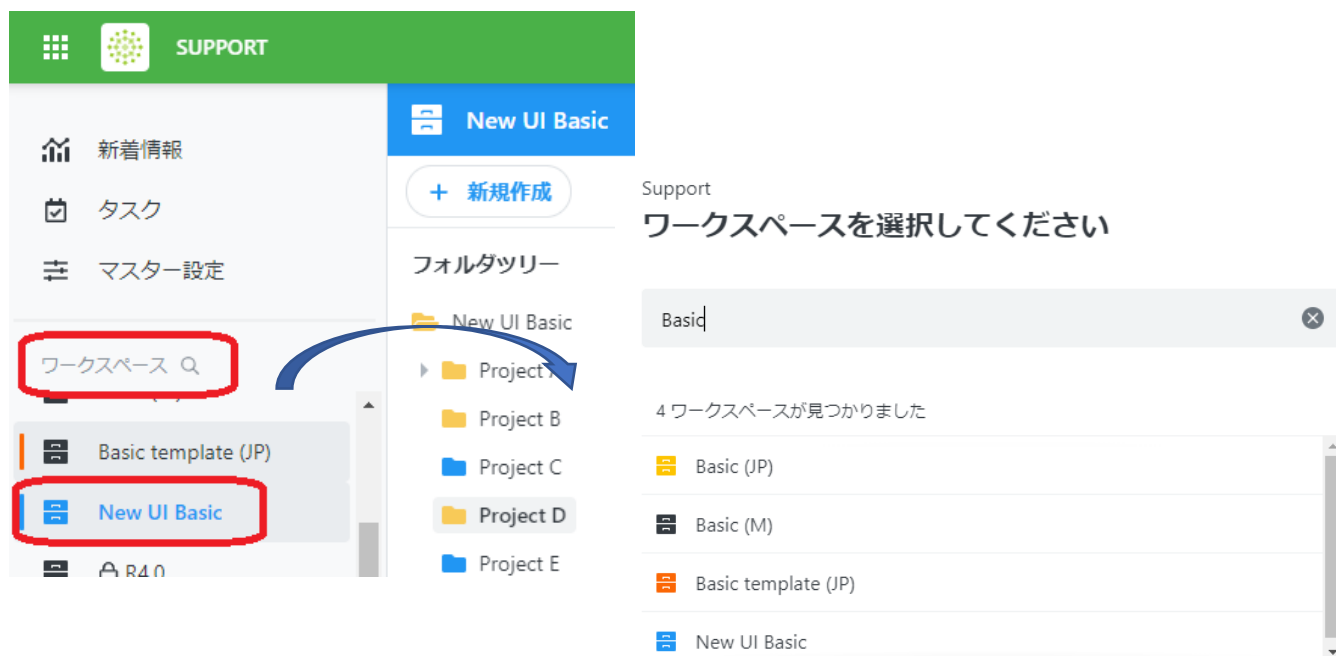 SUPPORT
新着情報
タスク
マスター設定
ワークスペース
Basic template (JP)
New UI Basic
R4.0
New UI Basic
+ 新規作成
フォルダツリー
New UI Basic
Project
Project B
Project C
Project D
Project E
Support
ワークスペースを選択してください
Basic
4 ワークスペースが見つかりました
Basic (JP)
Basic (M)
Basic template (JP)
New UI Basic